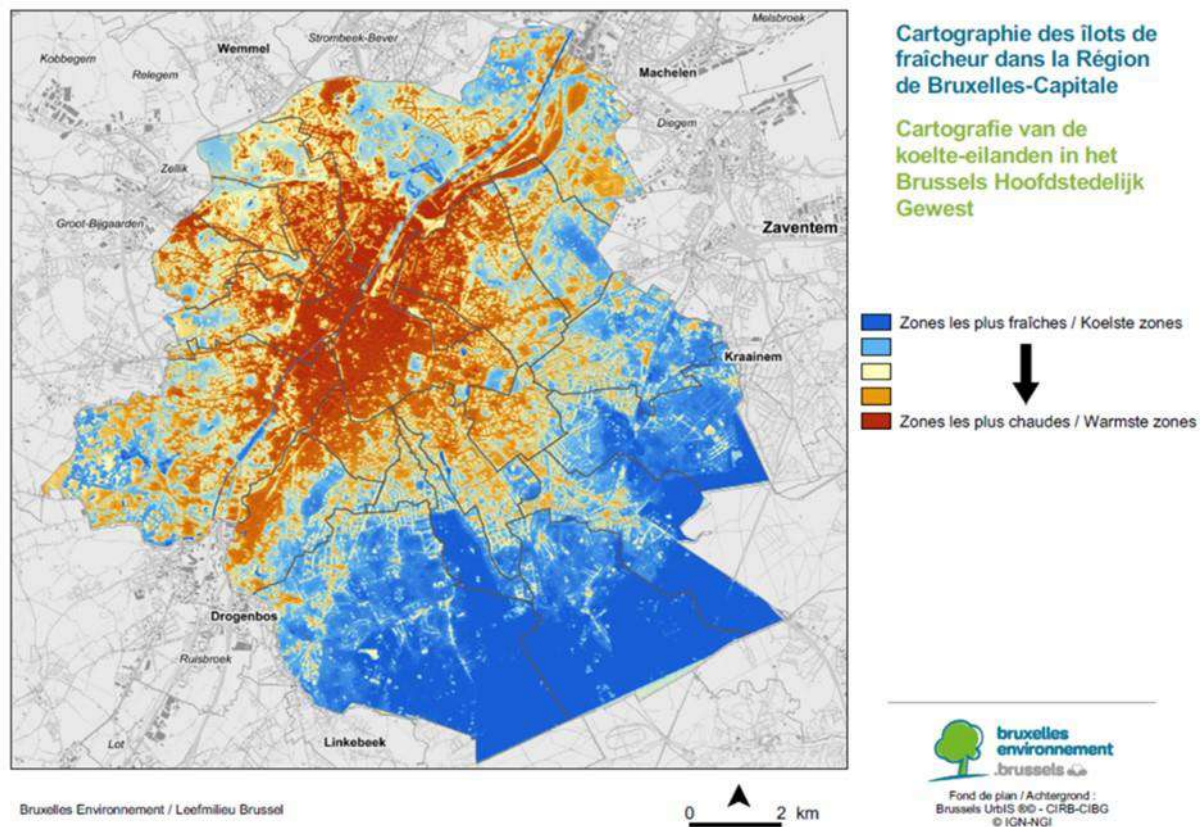 Cartographie des îlots de
fraîcheur dans la Région
de Bruxelles-Capitale
Cartografie van de
koelte-eilanden in het
Brussels Hoofdstedelijk
Gewest
Zones les plus fraîches / Koelste zones
Zones les plus chaudes / Warmste zones
Melsbroek
Strombeek-Bever
Wemmel
Kobbegem
Relegem
Machelen
Diegem
Zellik
Groot-Bijgaarden
Zaventem
Kraainem
Drogenbos
Ruisbroek
Lot
Linkebeek
bruxelles
environnement
.brussels
Fond de plan / Achtergrond :
Brussels UrbIS ®© - CIRB-CIBG
© IGN-NGI
Bruxelles Environnement / Leefmilieu Brussel
0 2 km